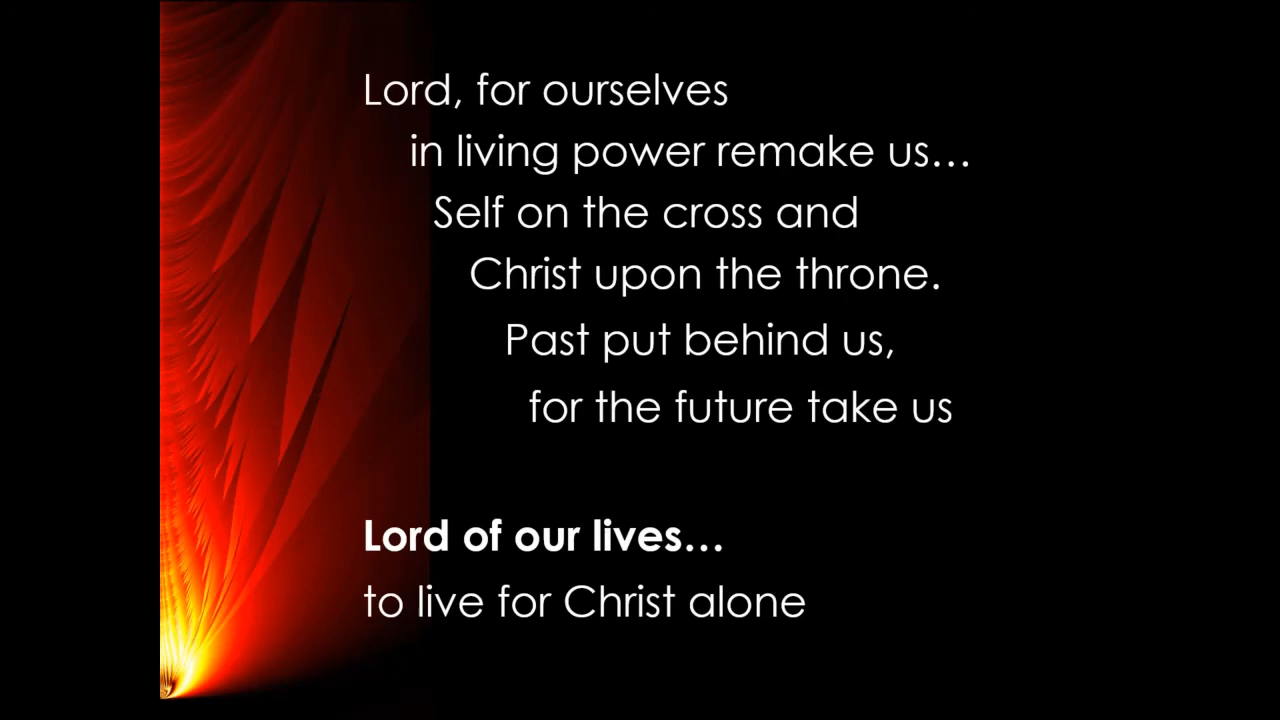 Lord, for ourselves
in living power remake us…
Self on the cross and
Christ upon the throne.
Past put behind us,
for the future take us
Lord of our lives…
to live for Christ alone